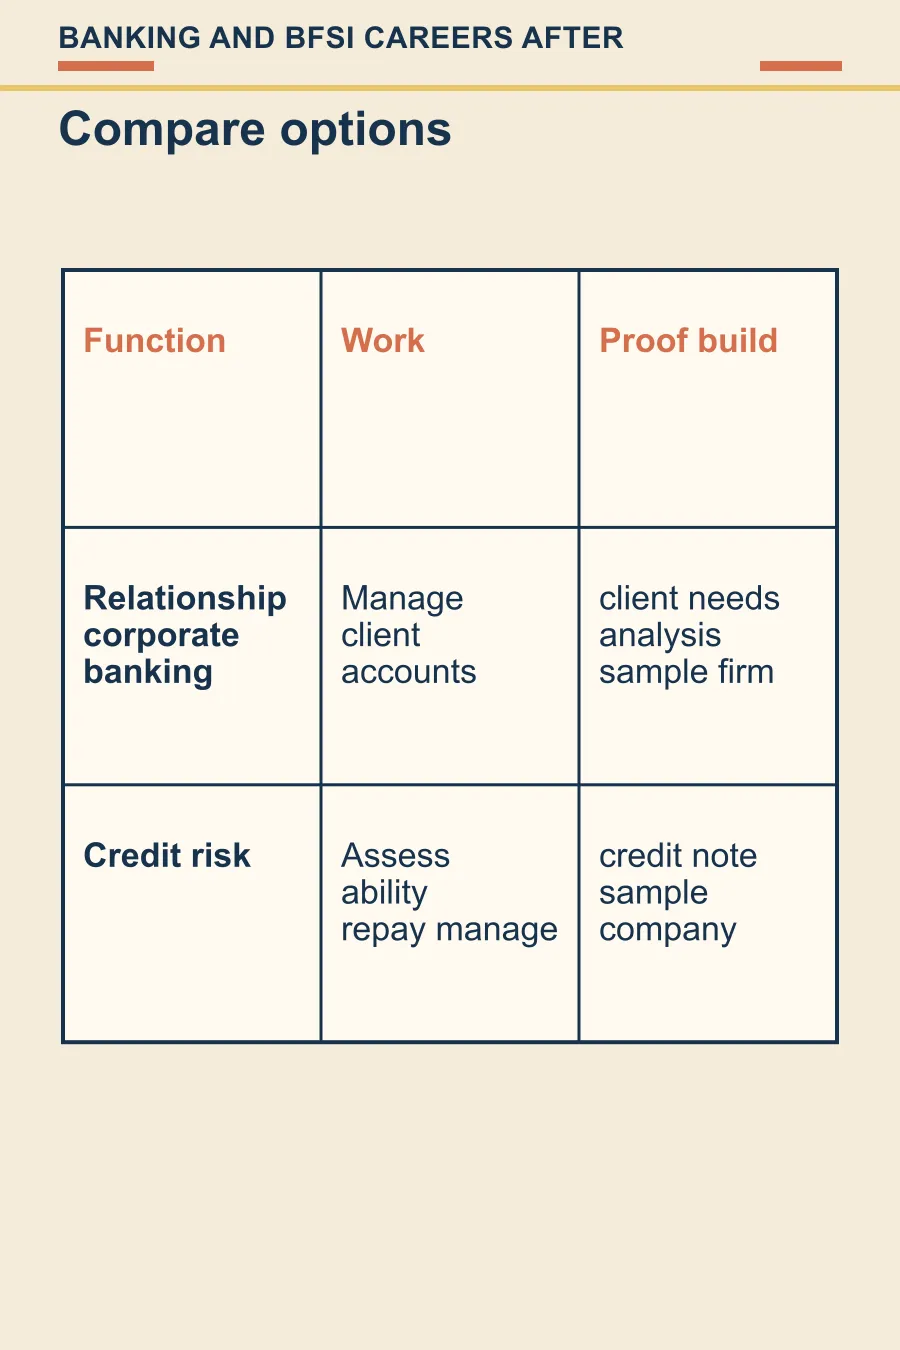 BANKING AND BFSI CAREERS AFTER
Compare options
Function
Work
Proof build
Relationship
corporate
banking
Manage
client
accounts
client needs
analysis
sample firm
Credit risk
Assess
ability
repay manage
credit note
sample
company